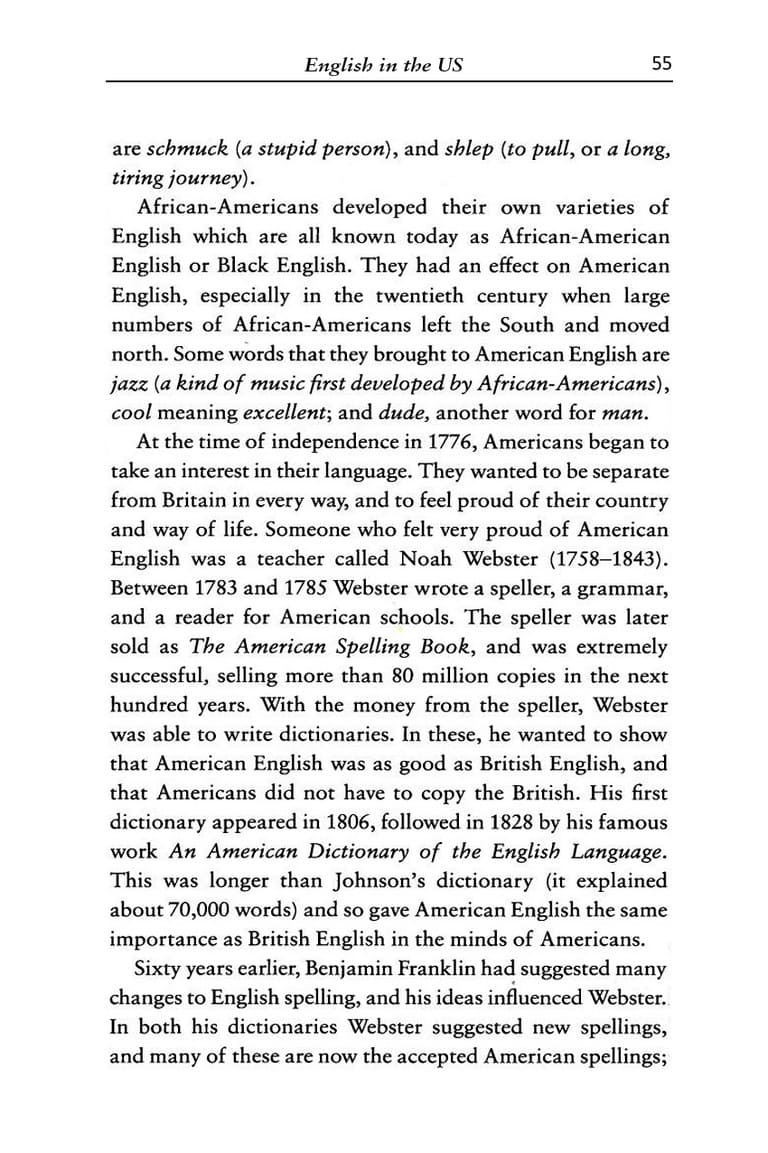 English in the US 55
are schmuck (a stupid person), and shlep (to pull, or a long,
tiring journey).
African-Americans developed their own varieties of
English which are all known today as African-American
English or Black English. They had an effect on American
English, especially in the twentieth century when large
numbers of African-Americans left the South and moved
north. Some words that they brought to American English are
jazz (a kind of music first developed by African-Americans),
cool meaning excellent; and dude, another word for man.
At the time of independence in 1776, Americans began to
take an interest in their language. They wanted to be separate
from Britain in every way, and to feel proud of their country
and way of life. Someone who felt very proud of American
English was a teacher called Noah Webster (1758–1843).
Between 1783 and 1785 Webster wrote a speller, a grammar,
and a reader for American schools. The speller was later
sold as The American Spelling Book, and was extremely
successful, selling more than 80 million copies in the next
hundred years. With the money from the speller, Webster
was able to write dictionaries. In these, he wanted to show
that American English was as good as British English, and
that Americans did not have to copy the British. His first
dictionary appeared in 1806, followed in 1828 by his famous
work An American Dictionary of the English Language.
This was longer than Johnson's dictionary (it explained
about 70,000 words) and so gave American English the same
importance as British English in the minds of Americans.
Sixty years earlier, Benjamin Franklin had suggested many
changes to English spelling, and his ideas influenced Webster.
In both his dictionaries Webster suggested new spellings,
and many of these are now the accepted American spellings;